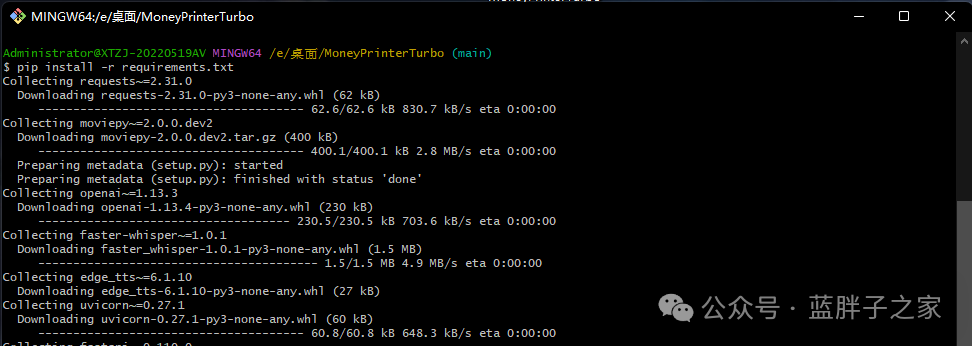 MINGW64:/e/桌面/MoneyPrinterTurbo
Administrator@XTZJ-20220519AV MINGW64 /e/桌面/MoneyPrinterTurbo (main)
$ pip install -r requirements.txt
Collecting requests~=2.31.0
  Downloading requests-2.31.0-py3-none-any.whl (62 kB)
     ---------------------------------------- 62.6/62.6 kB 830.7 kB/s eta 0:00:00
Collecting moviepy~=2.0.0.dev2
  Downloading moviepy-2.0.0.dev2.tar.gz (400 kB)
     -------------------------------------- 400.1/400.1 kB 2.8 MB/s eta 0:00:00
  Preparing metadata (setup.py): started
  Preparing metadata (setup.py): finished with status 'done'
Collecting openai~=1.13.3
  Downloading openai-1.13.4-py3-none-any.whl (230 kB)
     ------------------------------------ 230.5/230.5 kB 703.6 kB/s eta 0:00:00
Collecting faster-whisper~=1.0.1
  Downloading faster_whisper-1.0.1-py3-none-any.whl (1.5 MB)
     ---------------------------------------- 1.5/1.5 MB 4.9 MB/s eta 0:00:00
Collecting edge_tts~=6.1.10
  Downloading edge_tts-6.1.10-py3-none-any.whl (27 kB)
Collecting uvicorn~=0.27.1
  Downloading uvicorn-0.27.1-py3-none-any.whl (60 kB)
     ---------------------------------------- 60.8/60.8 kB 648.3 kB/s eta 0:00:00
公众号 · 蓝胖子之家